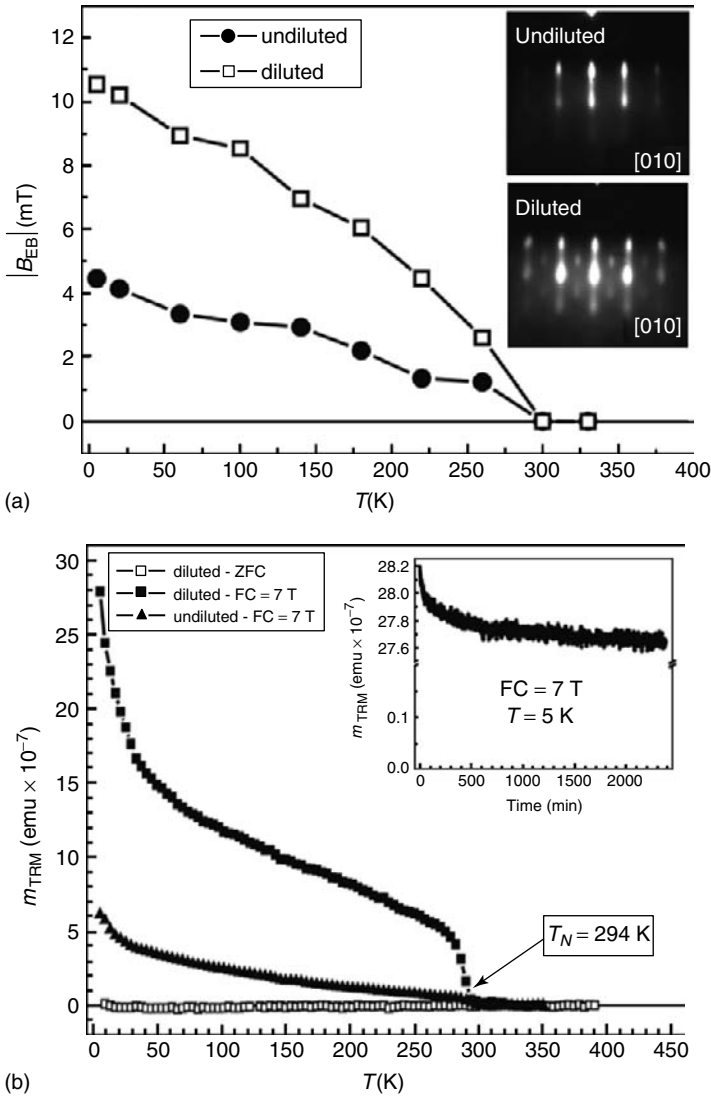 12
10
8
6
4
2
0
|B_EB| (mT)
undiluted
diluted
Undiluted
[010]
Diluted
[010]
0 50 100 150 200 250 300 350 400
T(K)
(a)
30
25
20
15
10
5
0
m_TRM (emu × 10⁻⁷)
diluted - ZFC
diluted - FC = 7 T
undiluted - FC = 7 T
28.2
28.0
27.8
27.6
0.1
0.0
m_TRM (emu × 10⁻⁷)
FC = 7 T
T = 5 K
0 500 1000 1500 2000
Time (min)
T_N = 294 K
0 50 100 150 200 250 300 350 400 450
T(K)
(b)